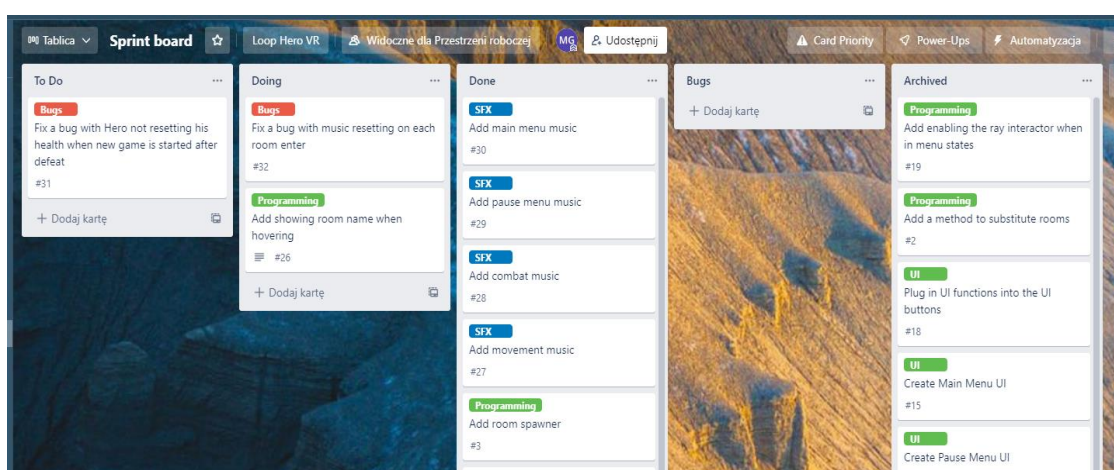 Tablica
Sprint board
Loop Hero VR
Widoczne dla Przestrzeni roboczej
MG
Udostępnij
Card Priority
Power-Ups
Automatyzacja
To Do
Bugs
Fix a bug with Hero not resetting his
health when new game is started after
defeat
#31
+ Dodaj kartę
Doing
Bugs
Fix a bug with music resetting on each
room enter
#32
Programming
Add showing room name when
hovering
#26
+ Dodaj kartę
Done
SFX
Add main menu music
#30
SFX
Add pause menu music
#29
SFX
Add combat music
#28
SFX
Add movement music
#27
Programming
Add room spawner
#3
Bugs
+ Dodaj kartę
Archived
Programming
Add enabling the ray interactor when
in menu states
#19
Programming
Add a method to substitute rooms
#2
UI
Plug in UI functions into the UI
buttons
#18
UI
Create Main Menu UI
#15
UI
Create Pause Menu UI